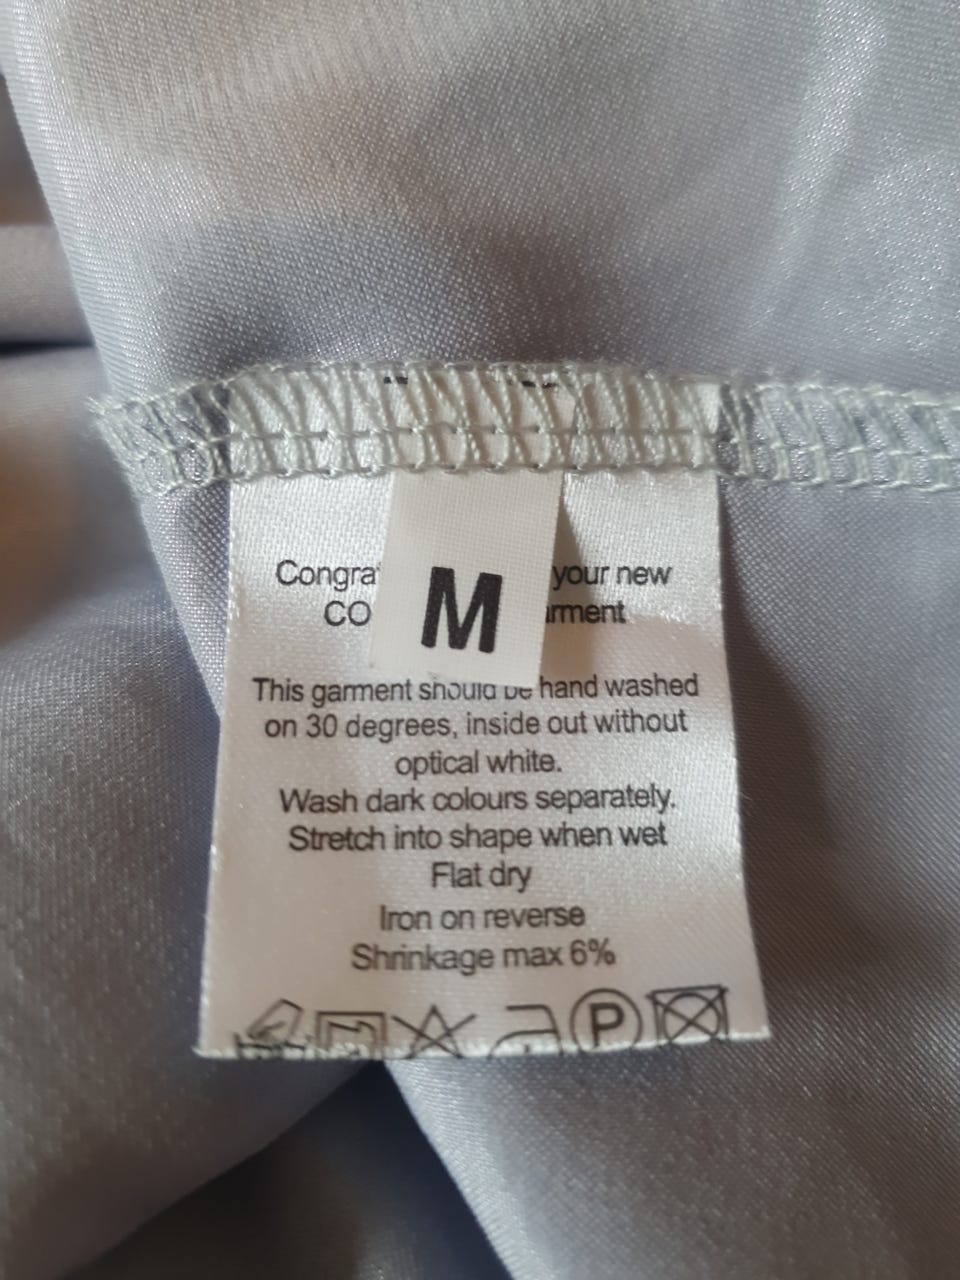 M
Congra your new
CO arment
This garment should be hand washed
on 30 degrees, inside out without
optical white.
Wash dark colours separately.
Stretch into shape when wet
Flat dry
Iron on reverse
Shrinkage max 6%
P